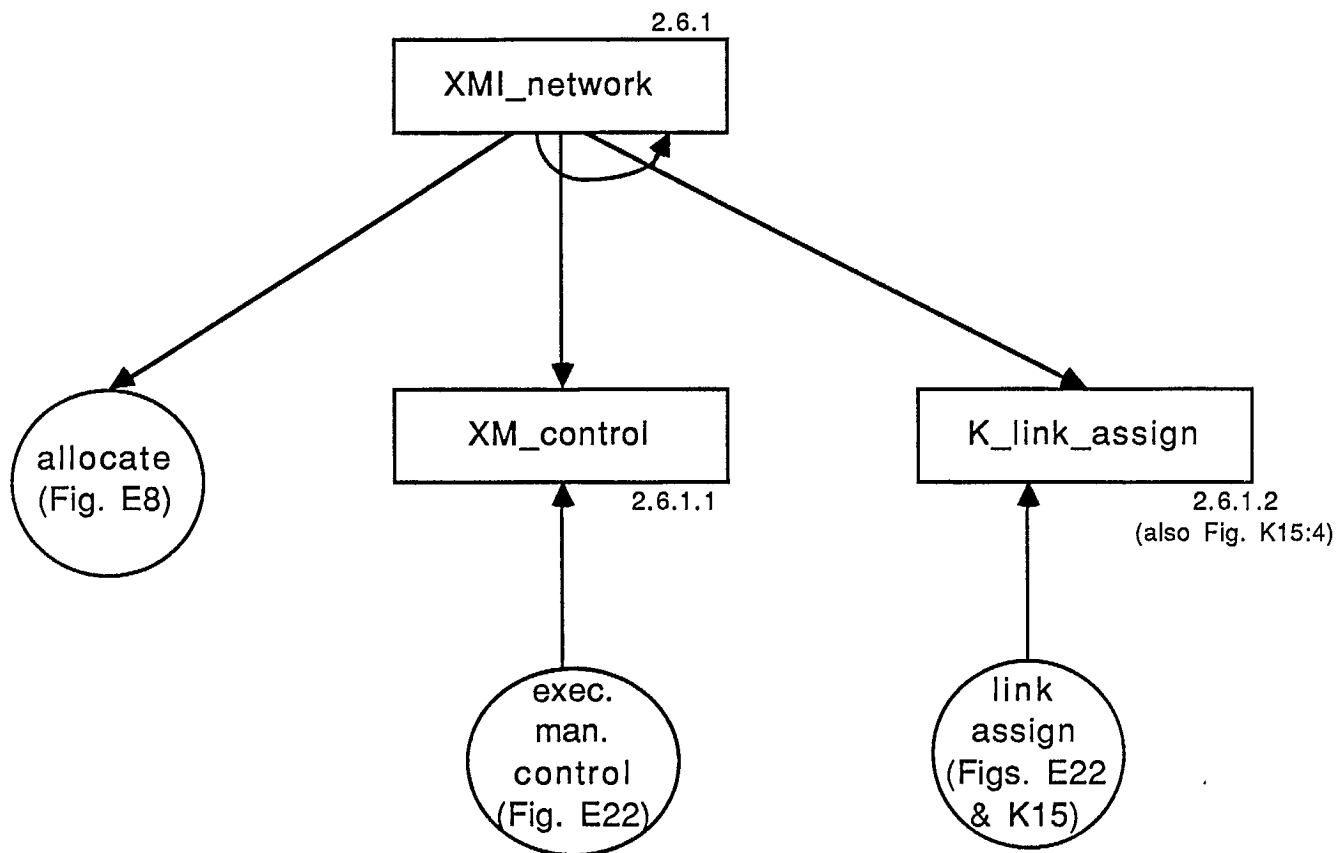 2.6.1
XMI_network
allocate
(Fig. E8)
XM_control
2.6.1.1
K_link_assign
2.6.1.2
(also Fig. K15:4)
exec.
man.
control
(Fig. E22)
link
assign
(Figs. E22
& K15)